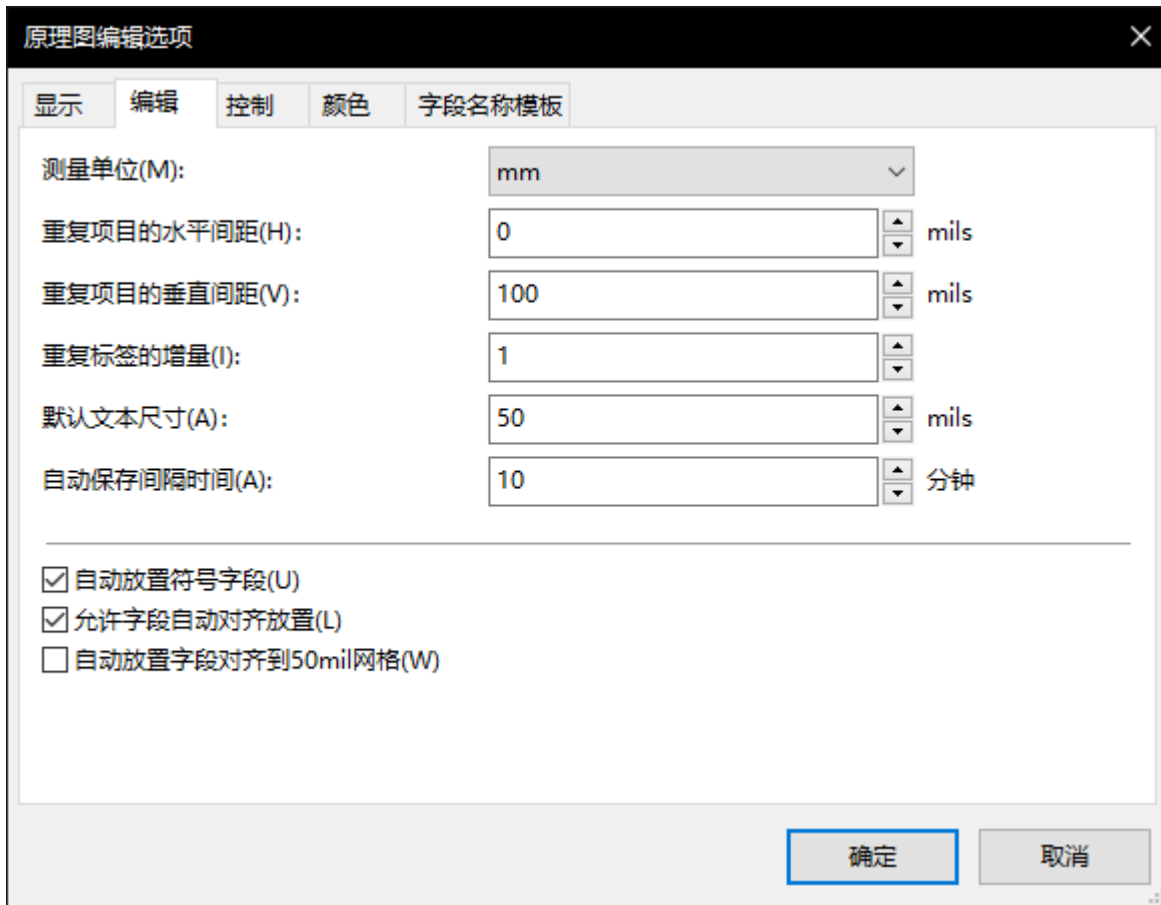 原理图编辑选项
显示 编辑 控制 颜色 字段名称模板
测量单位(M): mm
重复项目的水平间距(H): 0 mils
重复项目的垂直间距(V): 100 mils
重复标签的增量(I): 1
默认文本尺寸(A): 50 mils
自动保存间隔时间(A): 10 分钟
自动放置符号字段(U)
允许字段自动对齐放置(L)
自动放置字段对齐到50mil网格(W)
确定 取消